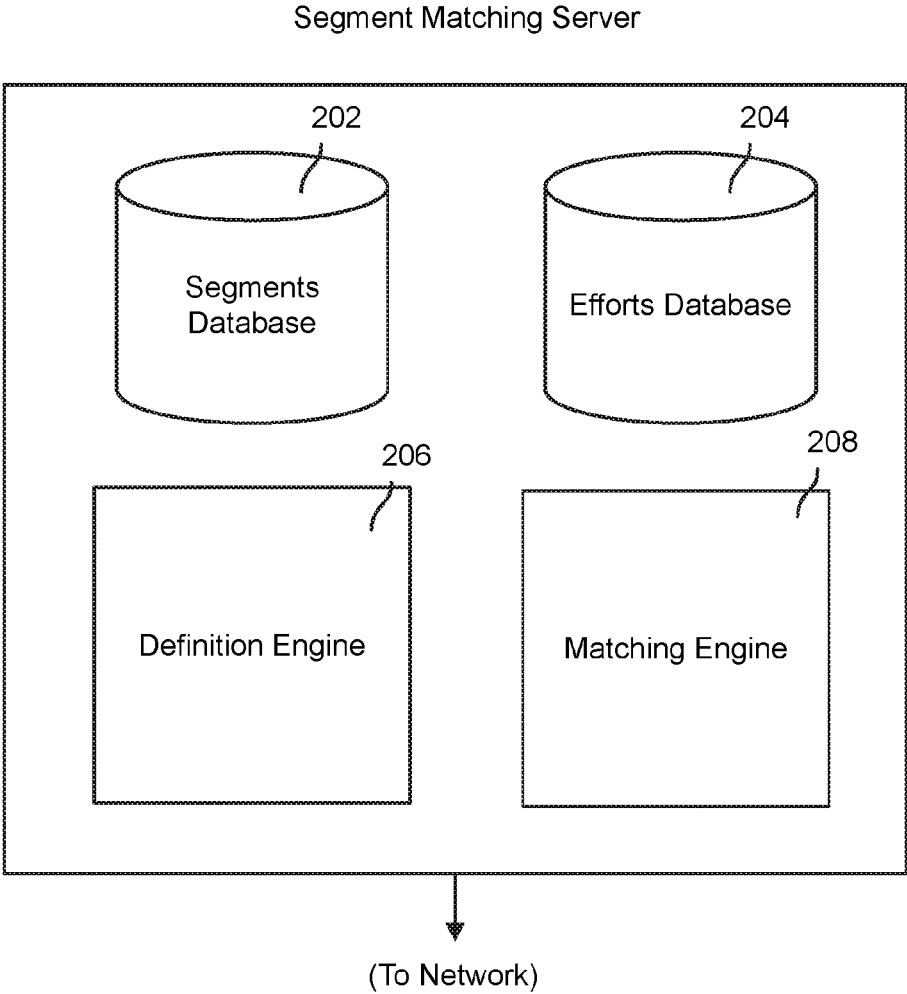 Segment Matching Server
202
204
Segments
Database
Efforts Database
206
208
Definition Engine
Matching Engine
(To Network)